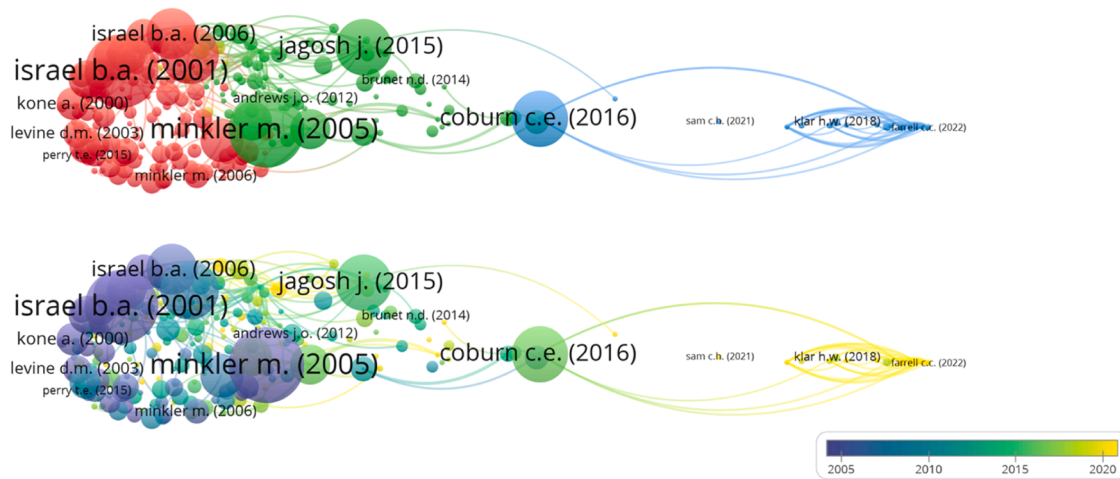 israel b.a. (2006)
jagosh j. (2015)
israel b.a. (2001)
brunet n.d. (2014)
kone a. (2000)
andrews j.o. (2012)
coburn c.e. (2016)
sam c.h. (2021)
klar h.w. (2018)
farrell c.c. (2022)
levine d.m. (2003)
minkler m. (2005)
perry t.e. (2015)
minkler m. (2006)
israel b.a. (2006)
jagosh j. (2015)
israel b.a. (2001)
brunet n.d. (2014)
kone a. (2000)
andrews j.o. (2012)
coburn c.e. (2016)
sam c.h. (2021)
klar h.w. (2018)
farrell c.c. (2022)
levine d.m. (2003)
minkler m. (2005)
perry t.e. (2015)
minkler m. (2006)
2005 2010 2015 2020